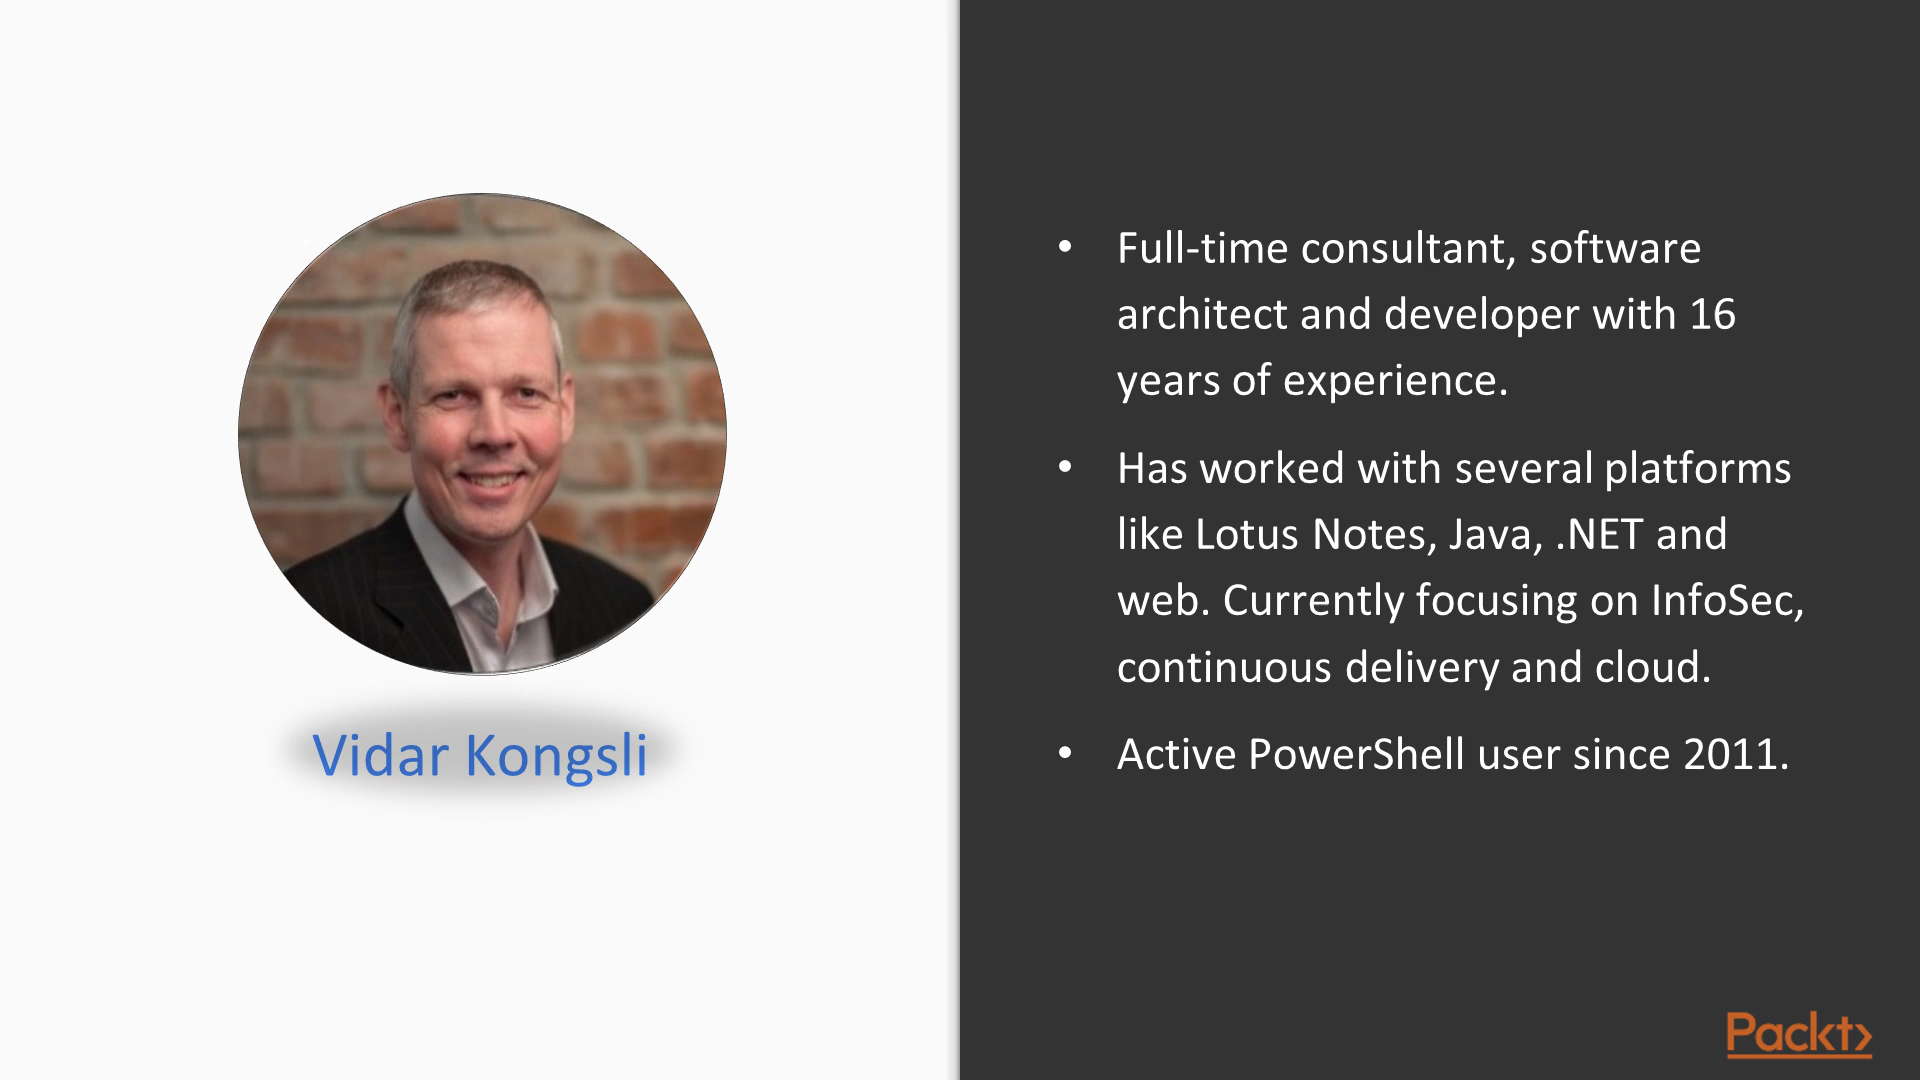 Vidar Kongsli
• Full-time consultant, software
architect and developer with 16
years of experience.
• Has worked with several platforms
like Lotus Notes, Java, .NET and
web. Currently focusing on InfoSec,
continuous delivery and cloud.
• Active PowerShell user since 2011.
Packt>